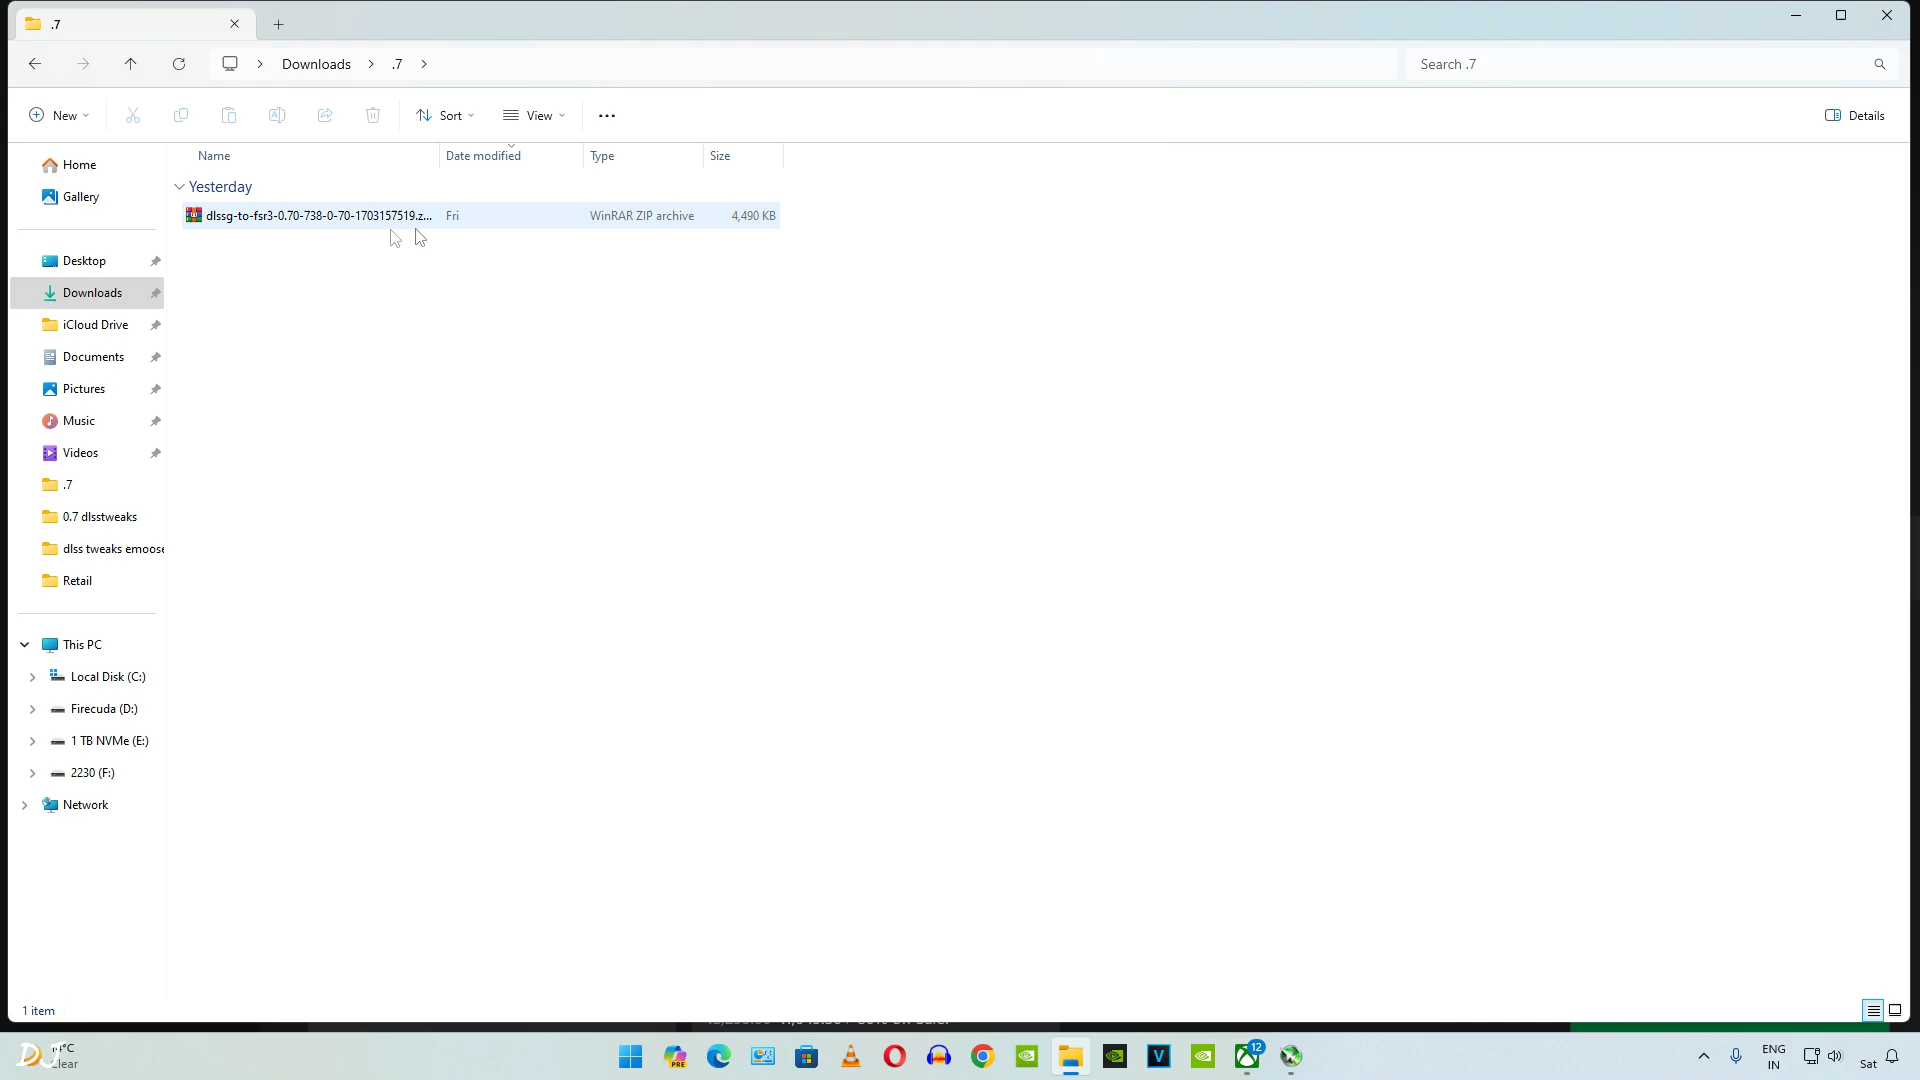 .7
Downloads
.7
Search .7
New
Sort
View
Details
Name
Date modified
Type
Size
Yesterday
dlssg-to-fsr3-0.70-738-0-70-1703157519.z...
Fri
WinRAR ZIP archive
4,490 KB
Home
Gallery
Desktop
Downloads
iCloud Drive
Documents
Pictures
Music
Videos
.7
0.7 dlsstweaks
dlss tweaks emoose
Retail
This PC
Local Disk (C:)
Firecuda (D:)
1 TB NVMe (E:)
2230 (F:)
Network
1 item
Clear
PRE
V
12
ENG
IN
Sat